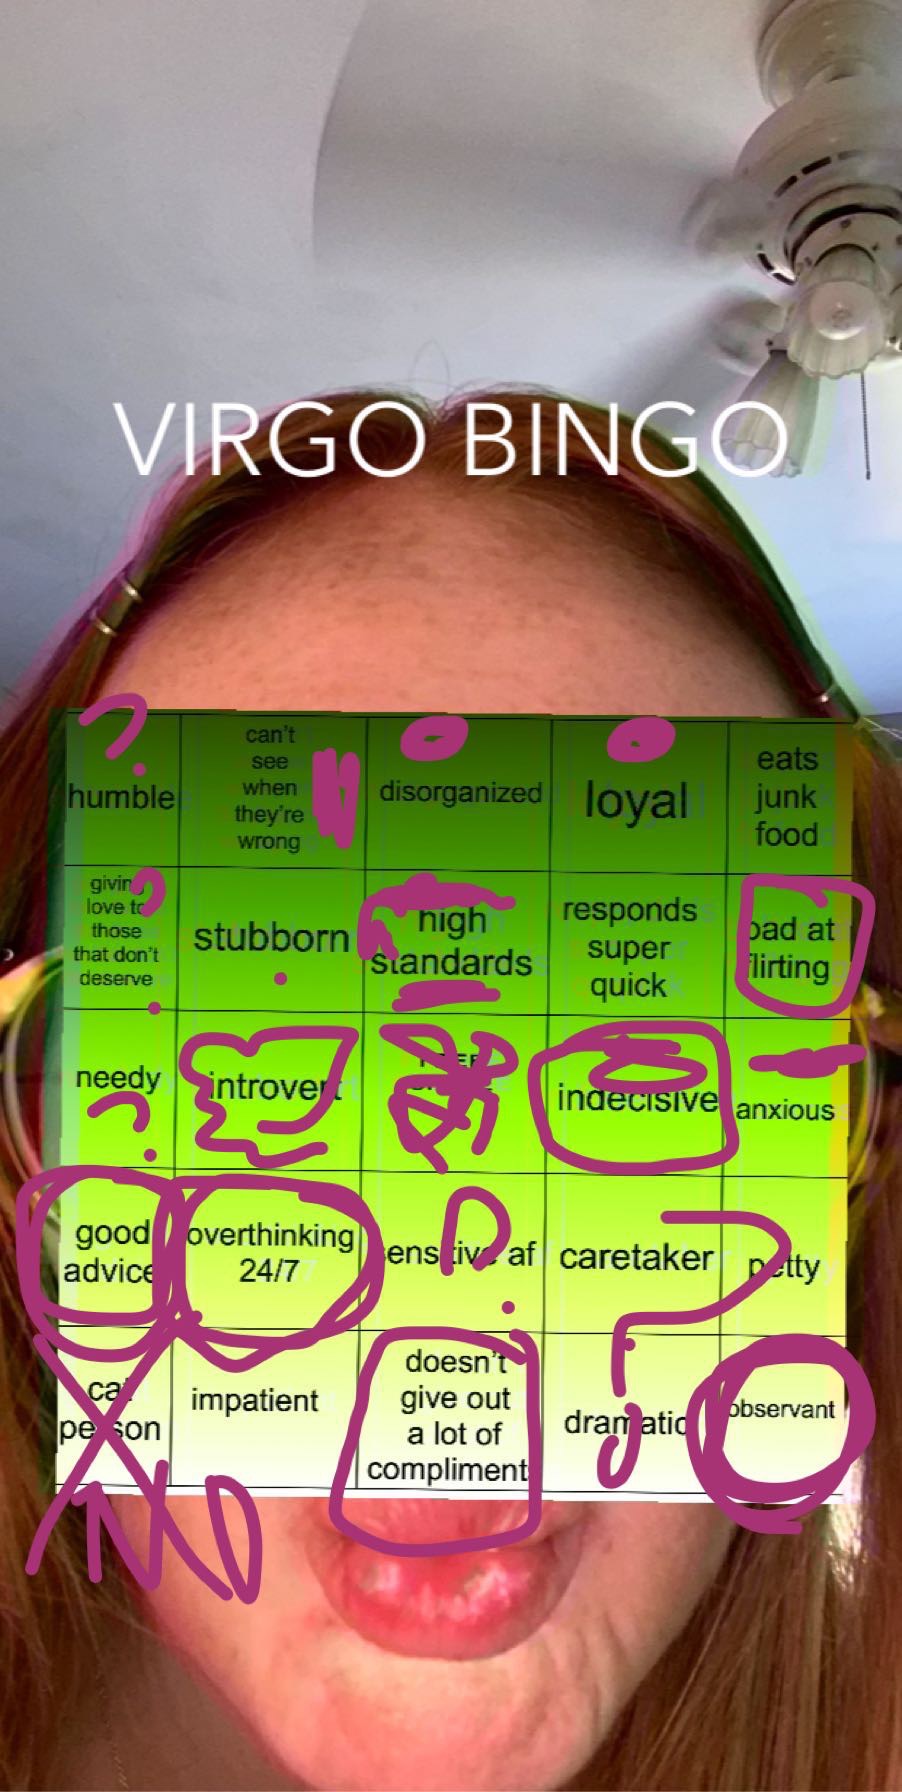 VIRGO BINGO
humble
can't
see
when
they're
wrong
disorganized
loyal
eats
junk
food
giving
love to
those
that don't
deserve
stubborn
high
standards
responds
super
quick
bad at
flirting
needy
introvert
FREE
indecisive
anxious
good
advice
overthinking
24/7
sensitive af
caretaker
petty
cat
person
impatient
doesn't
give out
a lot of
compliment
dramatic
observant
?
?
?
?
?
NO